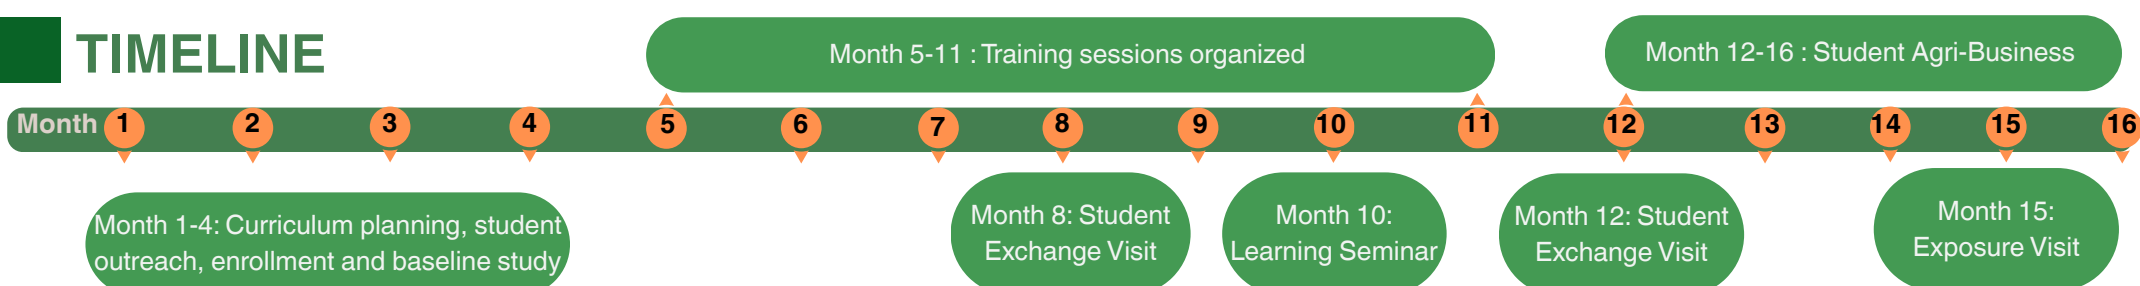 TIMELINE
Month 5-11 : Training sessions organized
Month 12-16 : Student Agri-Business
Month 1 2 3 4 5 6 7 8 9 10 11 12 13 14 15 16
Month 1-4: Curriculum planning, student
outreach, enrollment and baseline study
Month 8: Student
Exchange Visit
Month 10:
Learning Seminar
Month 12: Student
Exchange Visit
Month 15:
Exposure Visit